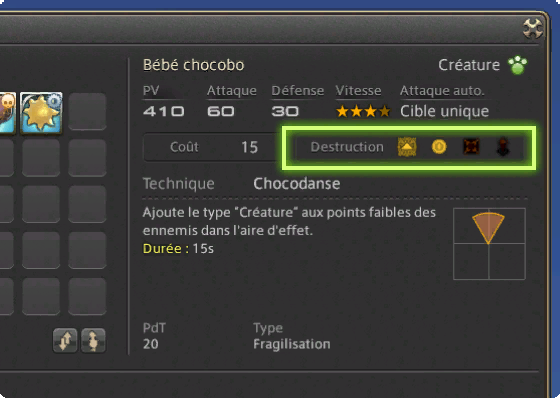 Bébé chocobo Créature
PV Attaque Défense Vitesse Attaque auto.
410 60 30 Cible unique
Coût 15 Destruction
Technique Chocodanse
Ajoute le type "Créature" aux points faibles des
ennemis dans l'aire d'effet.
Durée : 15s
PdT Type
20 Fragilisation